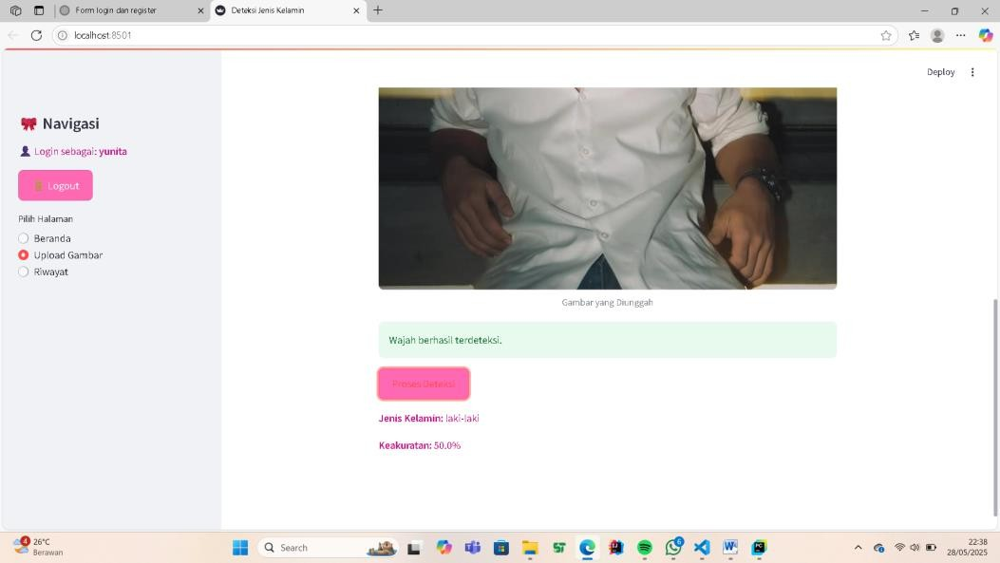 Form login dan register
Deteksi Jenis Kelamin
localhost:8501
Deploy
Navigasi
Login sebagai: yunita
Logout
Pilih Halaman
Beranda
Upload Gambar
Riwayat
Gambar yang Diunggah
Wajah berhasil terdeteksi.
Proses Deteksi
Jenis Kelamin: laki-laki
Keakuratan: 50.0%
4
26°C
Berawan
Search
6
22:38
28/05/2025